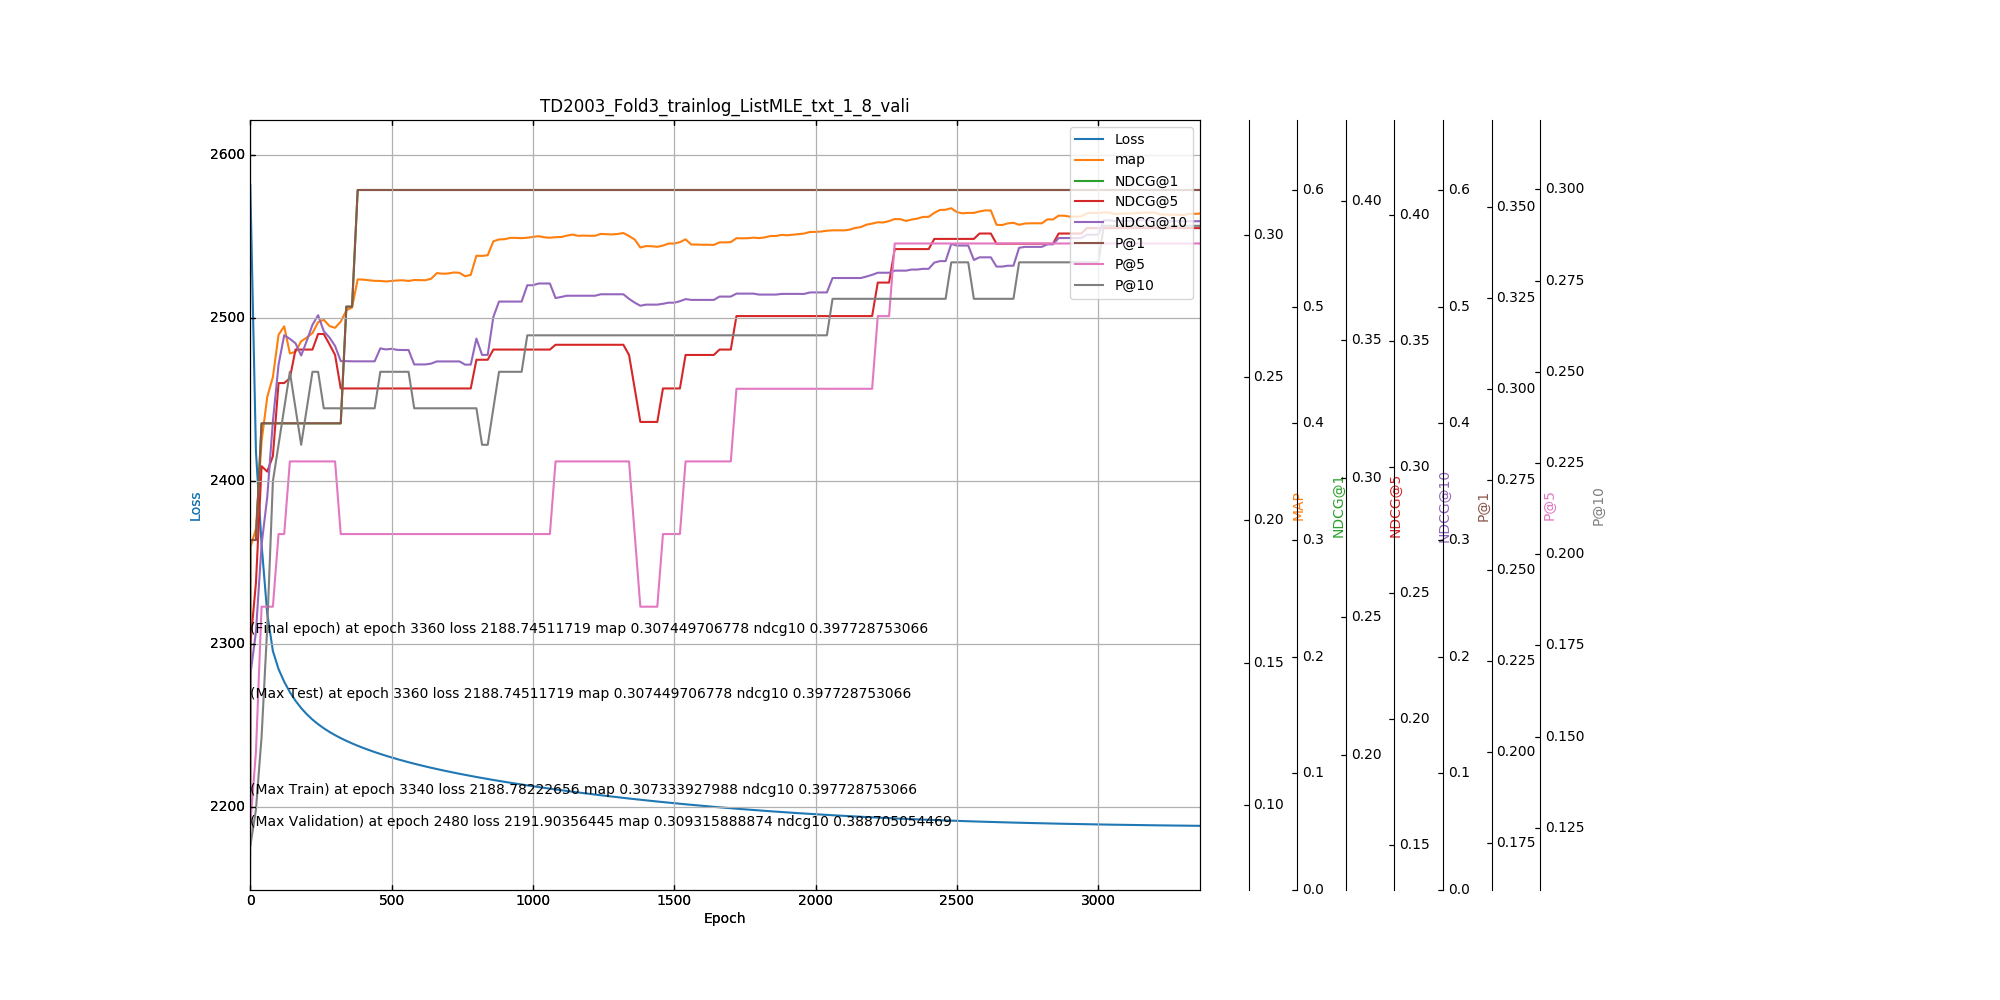 TD2003_Fold3_trainlog_ListMLE_txt_1_8_vali
Loss
map
NDCG@1
NDCG@5
NDCG@10
P@1
P@5
P@10
2600
2500
2400
2300
2200
Loss
(Final epoch) at epoch 3360 loss 2188.74511719 map 0.307449706778 ndcg10 0.397728753066
(Max Test) at epoch 3360 loss 2188.74511719 map 0.307449706778 ndcg10 0.397728753066
(Max Train) at epoch 3340 loss 2188.78222656 map 0.307333927988 ndcg10 0.397728753066
(Max Validation) at epoch 2480 loss 2191.90356445 map 0.309315888874 ndcg10 0.388705054469
0 500 1000 1500 2000 2500 3000
Epoch
0.30
0.25
0.20
0.15
0.10
MAP
0.6
0.5
0.4
0.3
0.2
0.1
0.0
NDCG@1
0.40
0.35
0.30
0.25
0.20
NDCG@5
0.40
0.35
0.30
0.25
0.20
0.15
NDCG@10
0.6
0.5
0.4
0.3
0.2
0.1
0.0
P@1
0.350
0.325
0.300
0.275
0.250
0.225
0.200
0.175
P@5
0.300
0.275
0.250
0.225
0.200
0.175
0.150
0.125
P@10